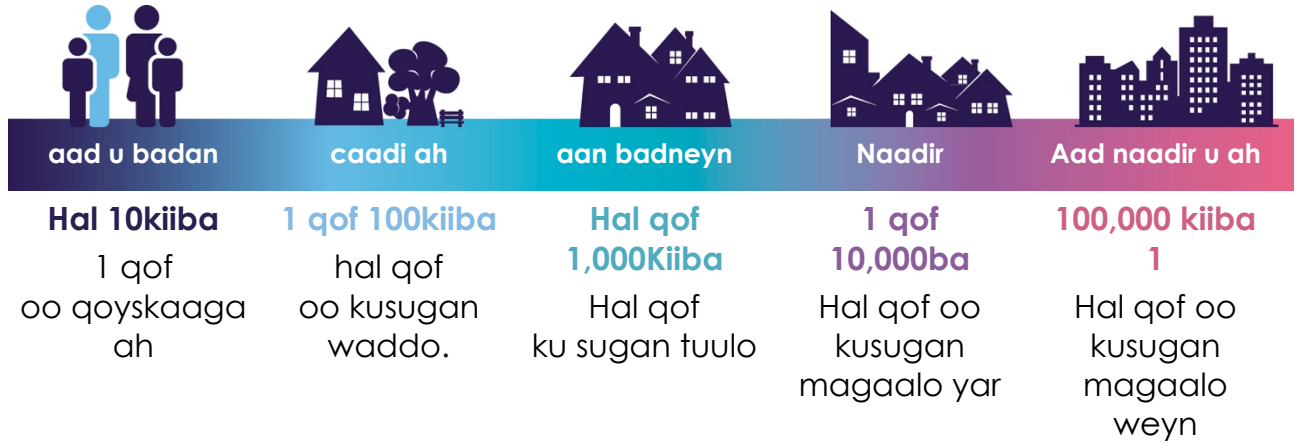 aad u badan
caadi ah
aan badneyn
Naadir
Aad naadir u ah
Hal 10kiiba
1 qof
oo qoyskaaga
ah
1 qof 100kiiba
hal qof
oo kusugan
waddo.
Hal qof
1,000Kiiba
Hal qof
ku sugan tuulo
1 qof
10,000ba
Hal qof oo
kusugan
magaalo yar
100,000 kiiba
1
Hal qof oo
kusugan
magaalo
weyn